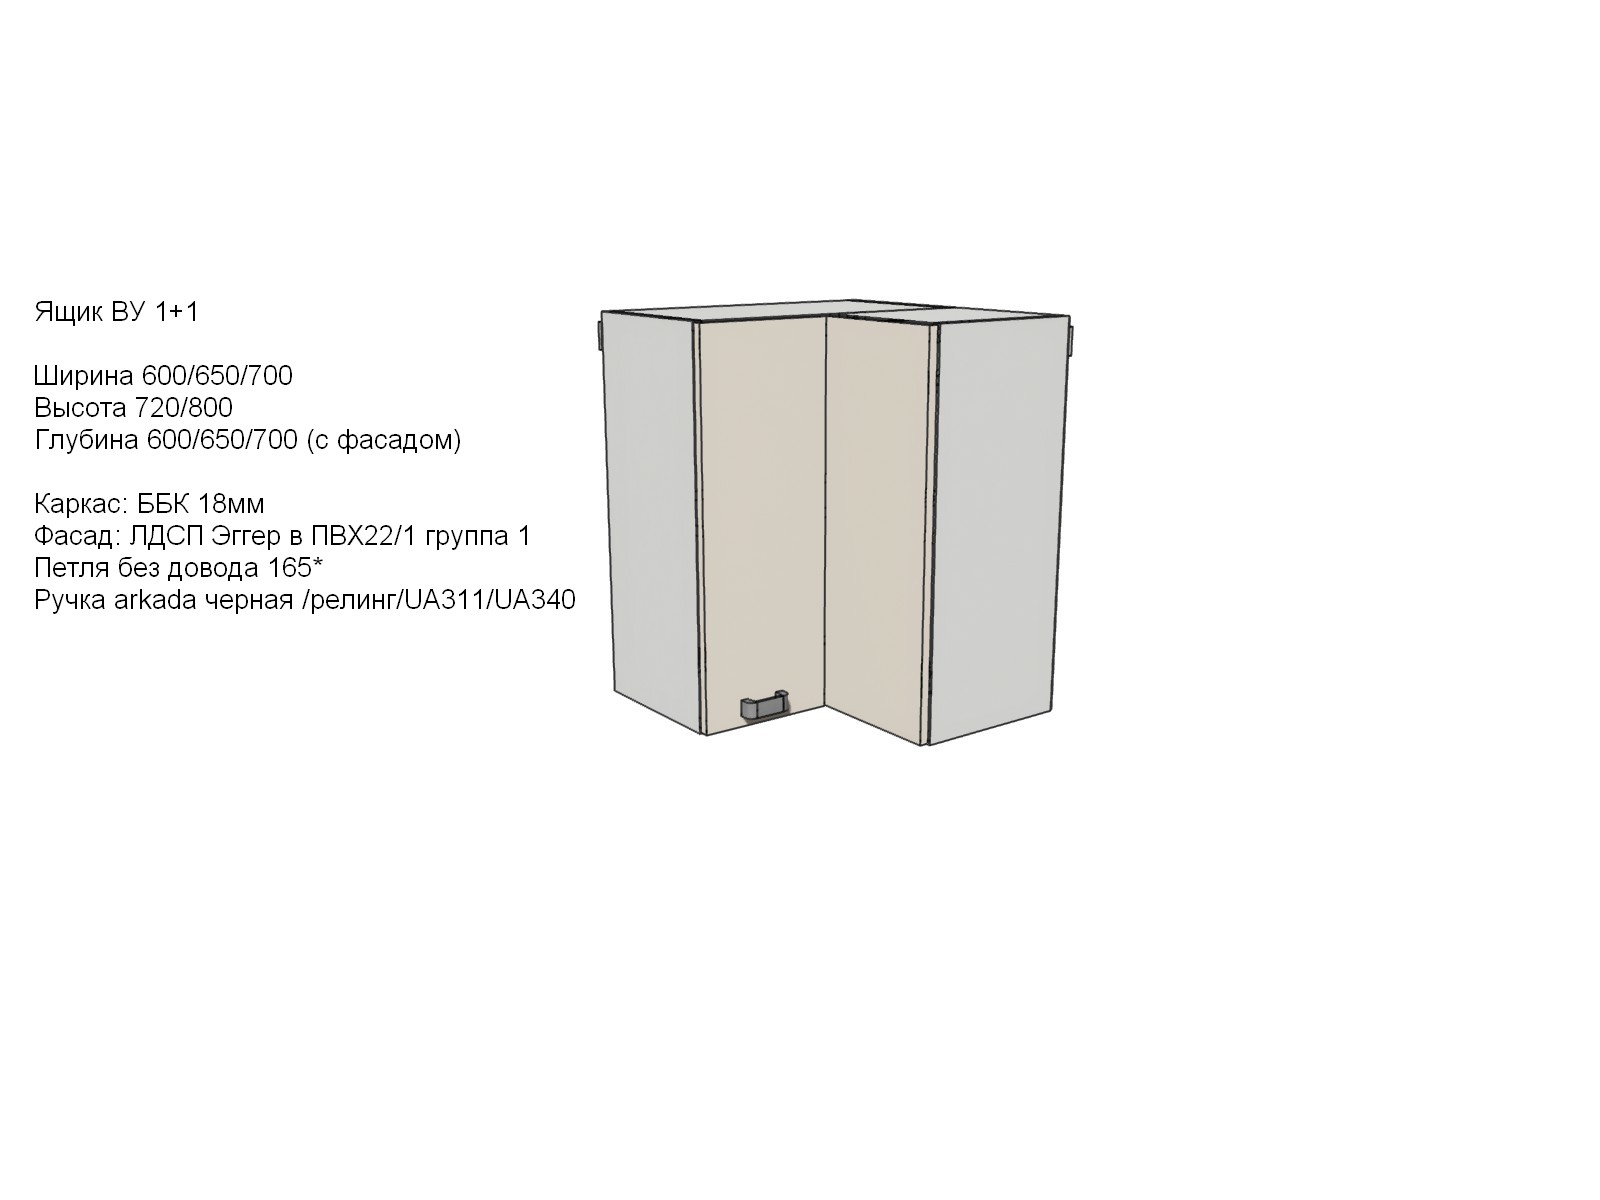 Ящик ВУ 1+1
Ширина 600/650/700
Высота 720/800
Глубина 600/650/700 (с фасадом)
Каркас: ББК 18мм
Фасад: ЛДСП Эггер в ПВХ22/1 группа 1
Петля без довода 165*
Ручка arkada черная /релинг/UA311/UA340